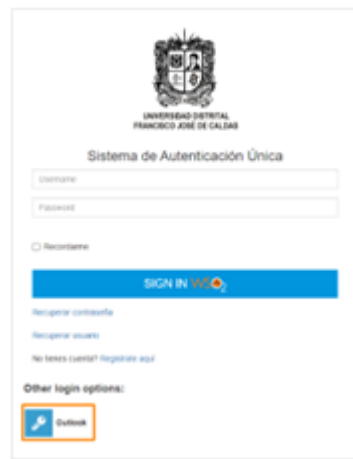 UNIVERSIDAD DISTRITAL
FRANCISCO JOSÉ DE CALDAS
Sistema de Autenticación Única
Username
Password
Recordarme
SIGN IN WSO2
Recuperar contraseña
Recuperar usuario
No tienes cuenta? Registrate aquí
Other login options:
Outlook